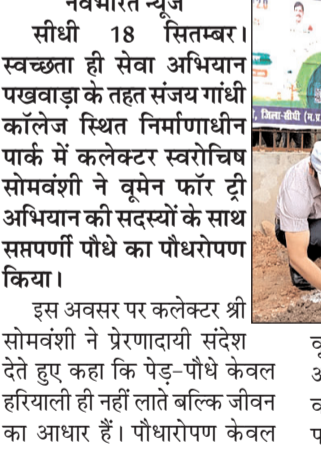 नवभारत न्यूज
सीधी 18 सितम्बर।
स्वच्छता ही सेवा अभियान
पखवाड़ा के तहत संजय गांधी
कॉलेज स्थित निर्माणाधीन
पार्क में कलेक्टर स्वरोचिष
सोमवंशी ने वूमेन फॉर ट्री
अभियान की सदस्यों के साथ
सप्तपर्णी पौधे का पौधरोपण
किया।
इस अवसर पर कलेक्टर श्री
सोमवंशी ने प्रेरणादायी संदेश
देते हुए कहा कि पेड़-पौधे केवल
हरियाली ही नहीं लाते बल्कि जीवन
का आधार हैं। पौधारोपण केवल
जिला-सीधी (म.प्र.